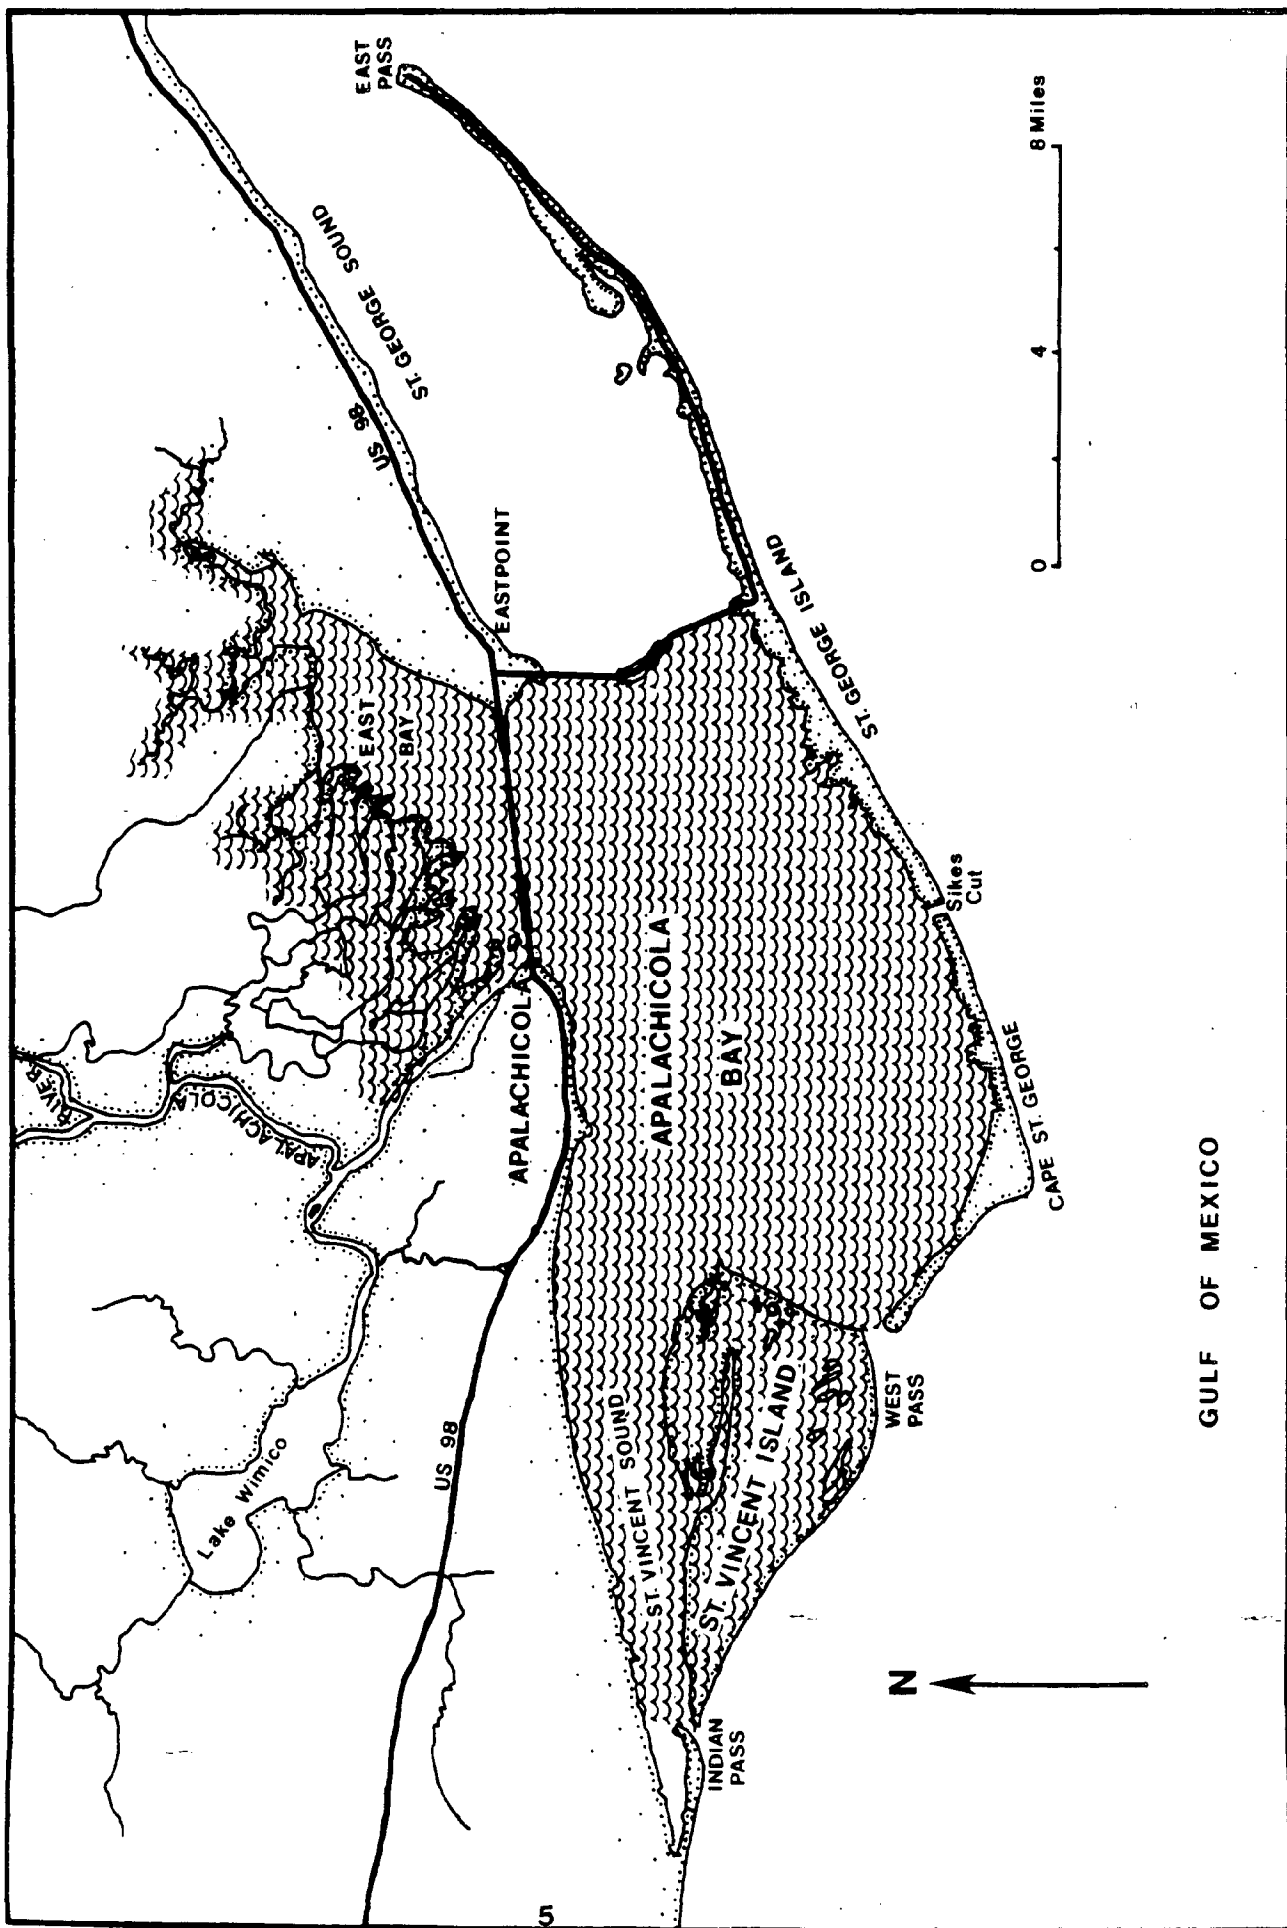 EAST
PASS
ST. GEORGE SOUND
US 98
EASTPOINT
EAST
BAY
RIVER
APALACHICOLA
APALACHICOLA
Lake Wimico
US 98
APALACHICOLA
BAY
ST. GEORGE ISLAND
Sikes
Cut
CAPE ST. GEORGE
ST. VINCENT SOUND
ST. VINCENT ISLAND
WEST
PASS
INDIAN
PASS
GULF OF MEXICO
N
0 4 8 Miles
5